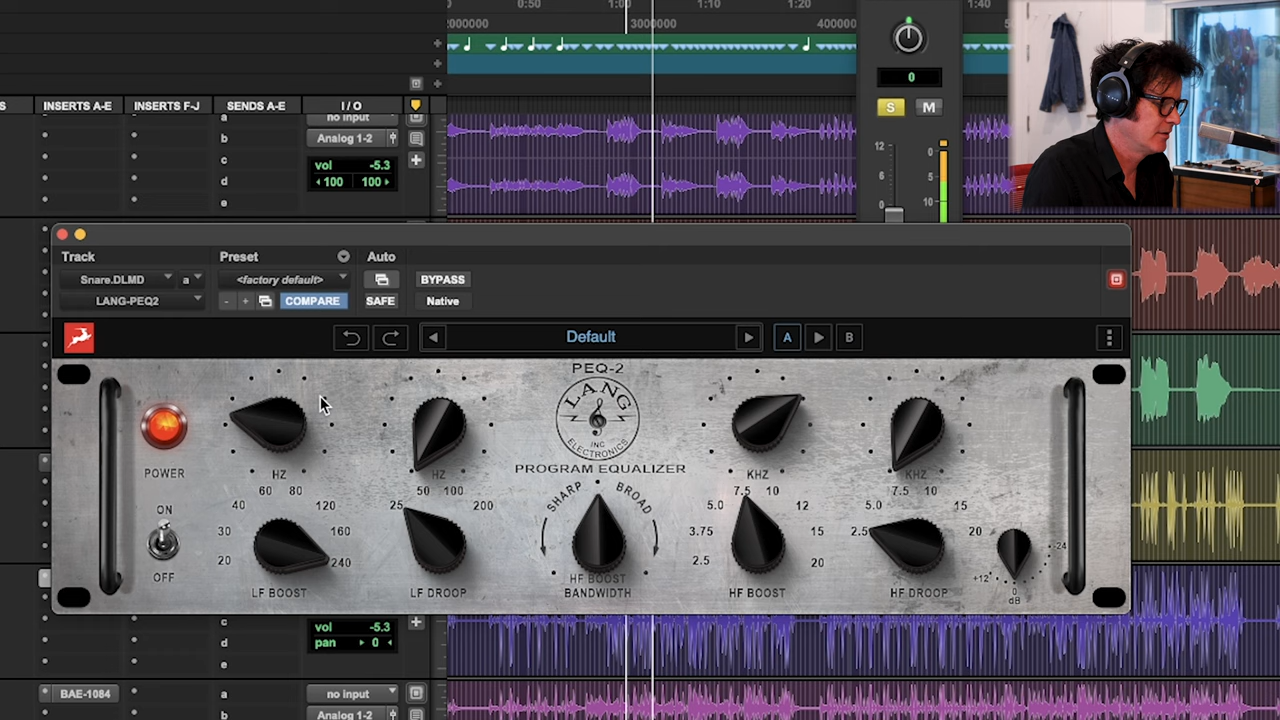 0:50 1:00 1:10 1:20 1:40
2000000 3000000 400000
0
S M
12
6
0
0
5
10
S INSERTS A-E INSERTS F-J SENDS A-E I / O
a no input
b Analog 1-2
c vol -5.3
d 100 100
e
Track Preset Auto
Snare.DLMD a <factory default> BYPASS
LANG-PEQ2 - + COMPARE SAFE Native
Default A B
PEQ-2
LANG
INC
ELECTRONICS
PROGRAM EQUALIZER
POWER
HZ HZ KHZ KHZ
ON
OFF
20 30 40 60 80 120 160 240
LF BOOST
25 50 100 200
LF DROOP
SHARP BROAD
HF BOOST
BANDWIDTH
2.5 3.75 5.0 7.5 10 12 15 20
HF BOOST
2.5 5.0 7.5 10 15 20
HF DROOP
+12 0 -24
dB
c vol -5.3
d pan 0
e
BAE-1084 a no input
b Analog 1-2